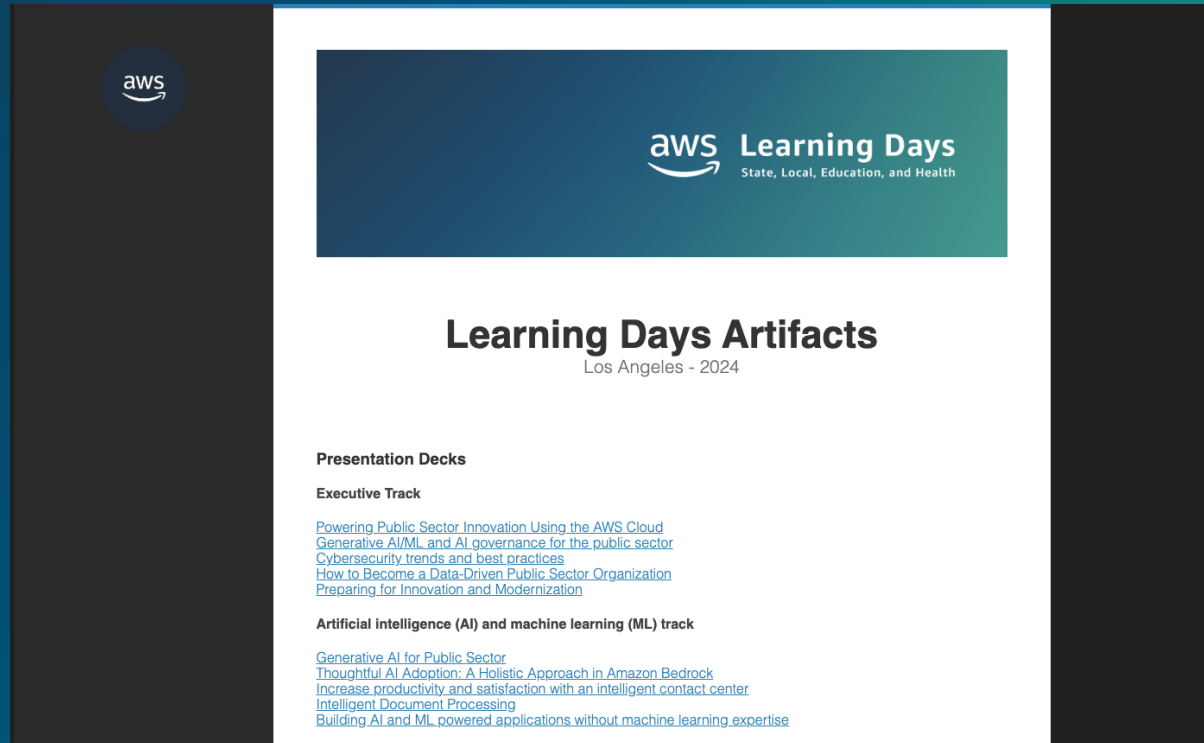 aws
aws Learning Days
State, Local, Education, and Health
Learning Days Artifacts
Los Angeles - 2024
Presentation Decks
Executive Track
Powering Public Sector Innovation Using the AWS Cloud
Generative AI/ML and AI governance for the public sector
Cybersecurity trends and best practices
How to Become a Data-Driven Public Sector Organization
Preparing for Innovation and Modernization
Artificial intelligence (AI) and machine learning (ML) track
Generative AI for Public Sector
Thoughtful AI Adoption: A Holistic Approach in Amazon Bedrock
Increase productivity and satisfaction with an intelligent contact center
Intelligent Document Processing
Building AI and ML powered applications without machine learning expertise